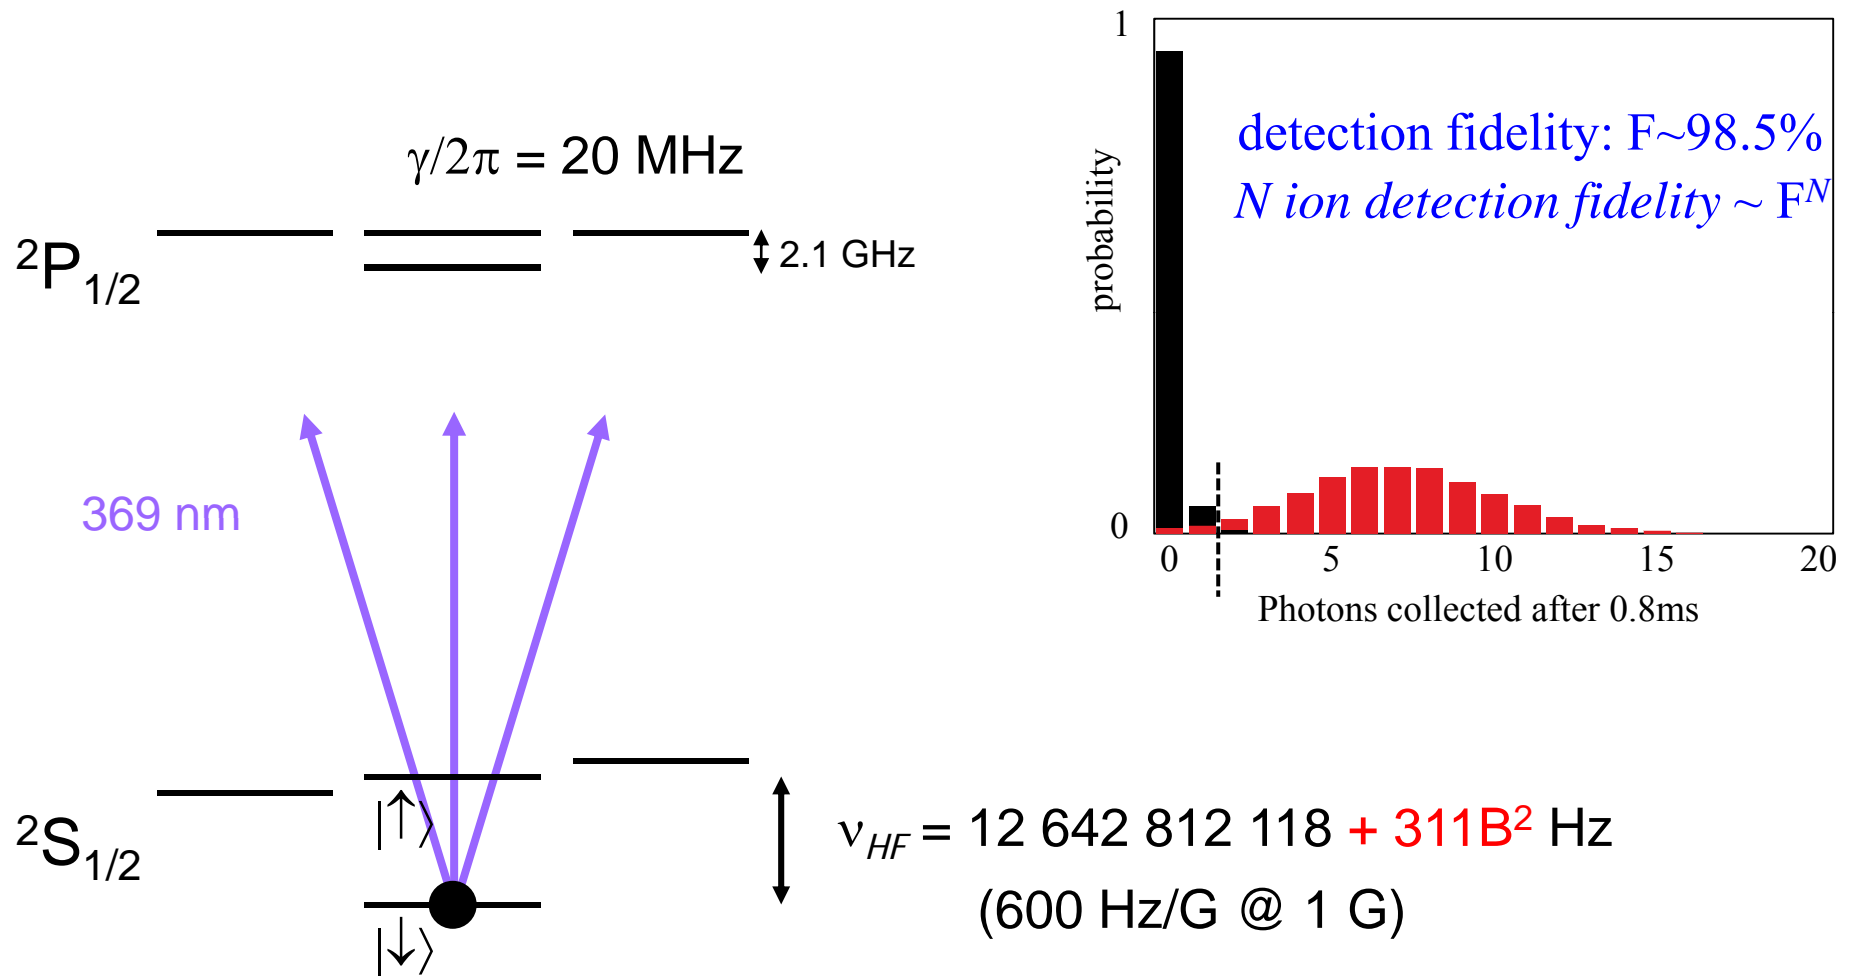 γ/2π = 20 MHz
²P₁/₂
2.1 GHz
369 nm
²S₁/₂
|↑⟩
|↓⟩
ν_HF = 12 642 812 118 + 311B² Hz
(600 Hz/G @ 1 G)
1
probability
0
detection fidelity: F~98.5%
N ion detection fidelity ~ Fᴺ
0 5 10 15 20
Photons collected after 0.8ms